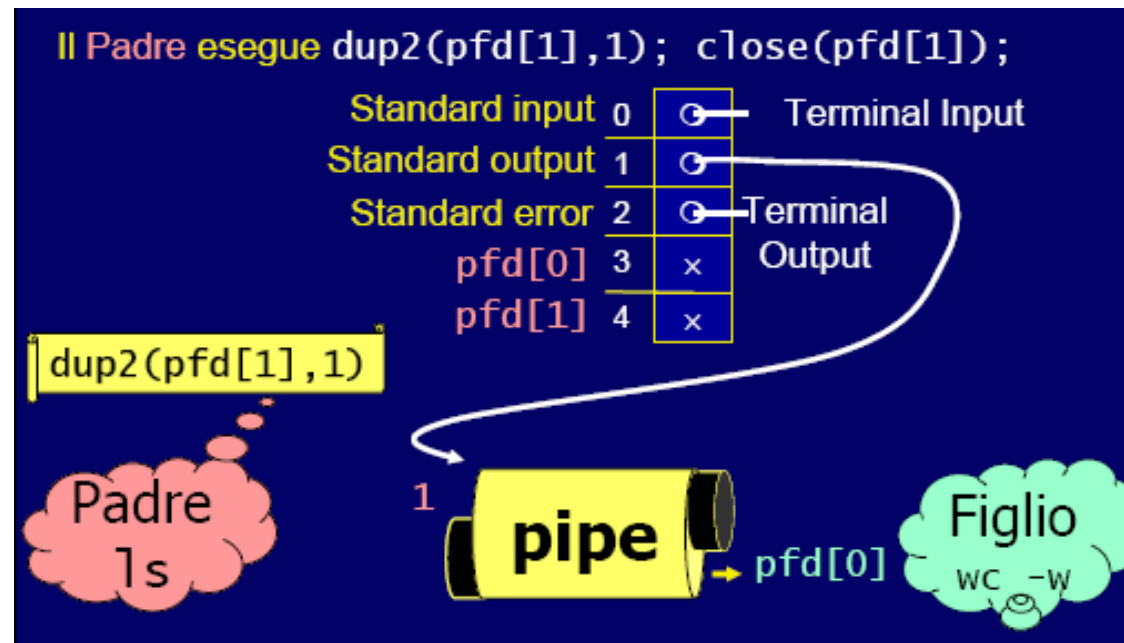 Il Padre esegue dup2(pfd[1],1); close(pfd[1]);
Standard input 0 Terminal Input
Standard output 1
Standard error 2 Terminal
Output
pfd[0] 3 ×
pfd[1] 4 ×
dup2(pfd[1],1)
Padre
ls
1
pipe
pfd[0]
Figlio
wc -w